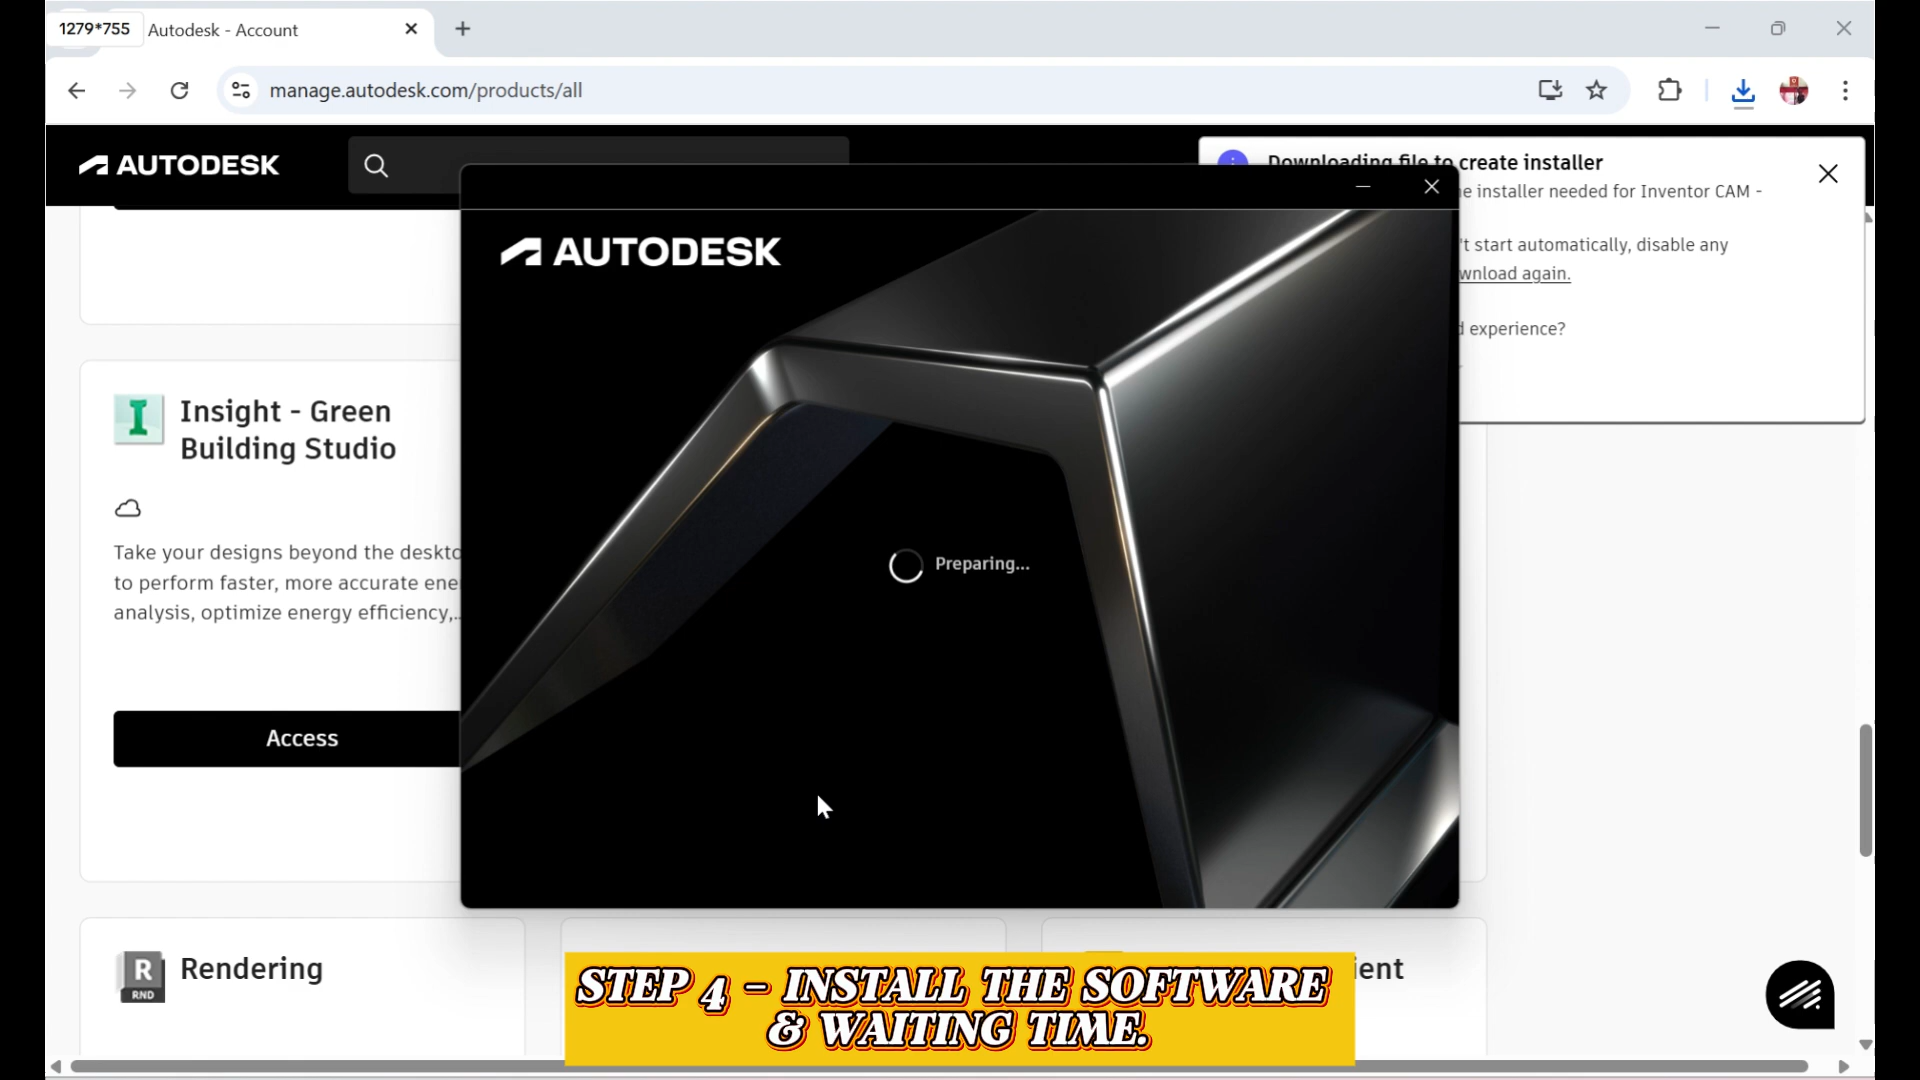 1279*755
Autodesk - Account
manage.autodesk.com/products/all
AUTODESK
Downloading file to create installer
e installer needed for Inventor CAM -
't start automatically, disable any
wnload again.
d experience?
AUTODESK
Preparing...
Insight - Green
Building Studio
Take your designs beyond the deskto
to perform faster, more accurate ene
analysis, optimize energy efficiency,..
Access
R
RND
Rendering
ient
STEP 4 – INSTALL THE SOFTWARE
& WAITING TIME.